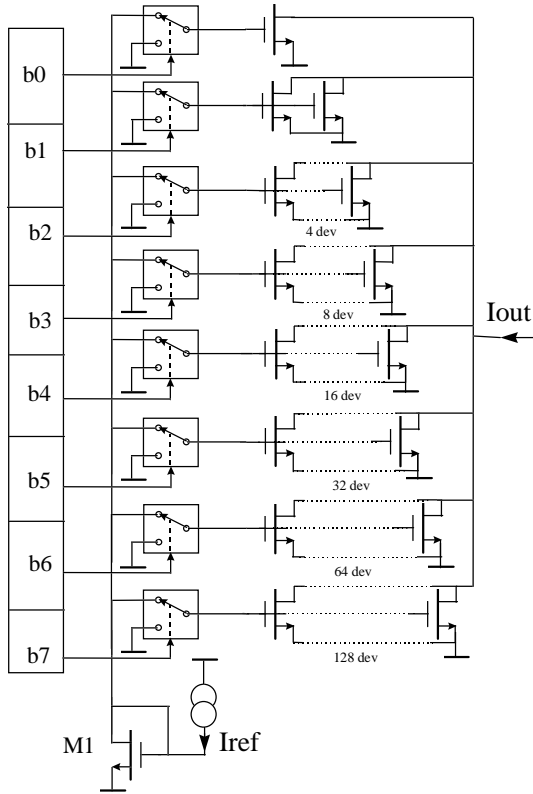 b0
b1
b2
4 dev
b3
8 dev
Iout
b4
16 dev
b5
32 dev
b6
64 dev
b7
128 dev
M1
Iref